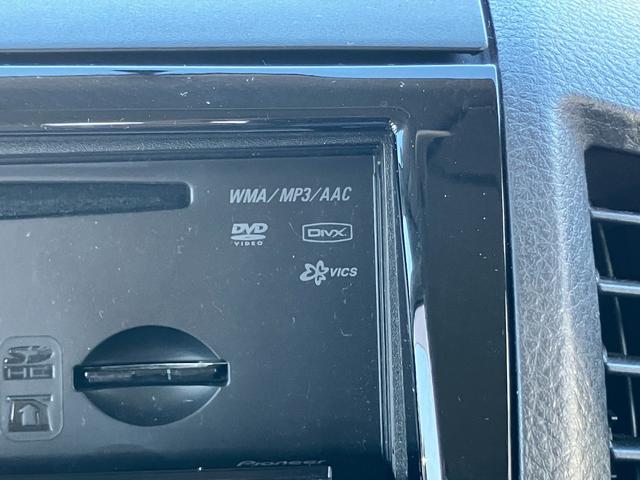 WMA/MP3/AAC
DVD
VIDEO
DIVX
VICS
SD
HC
Pioneer